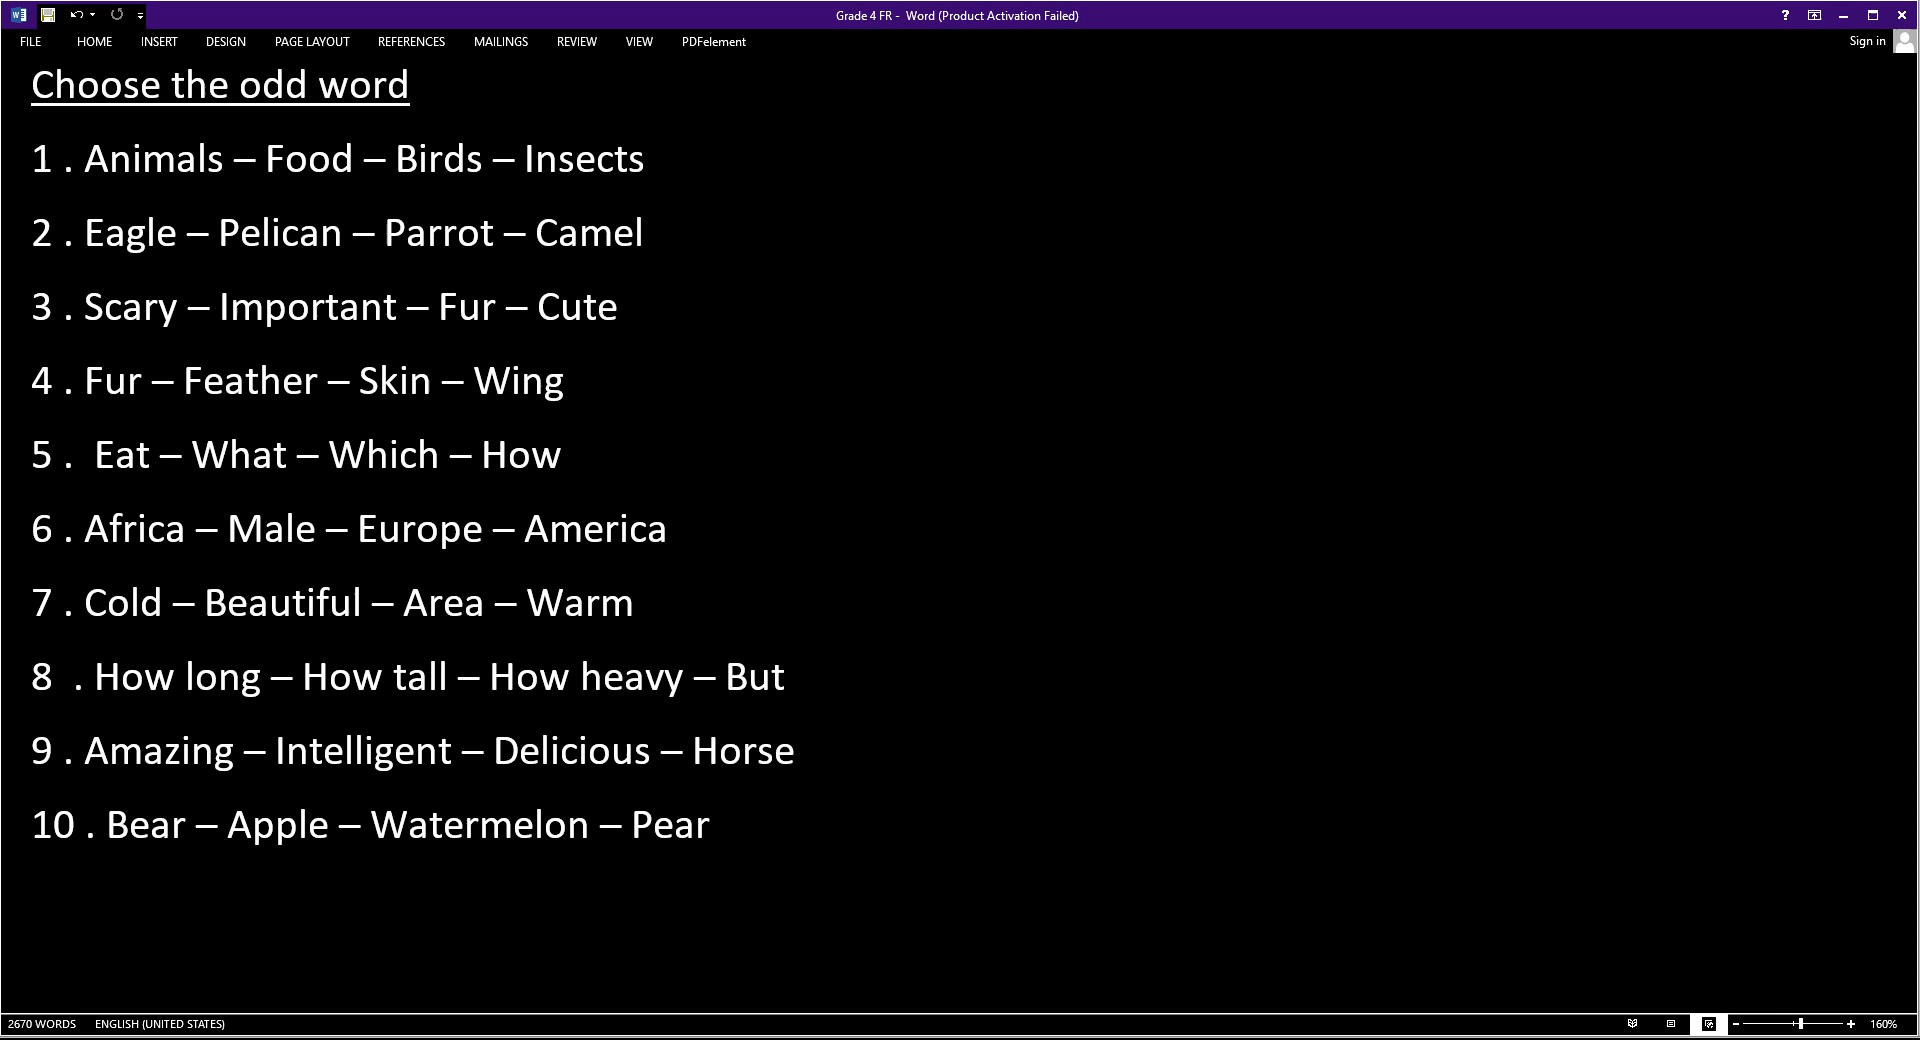 Grade 4 FR - Word (Product Activation Failed)
FILE HOME INSERT DESIGN PAGE LAYOUT REFERENCES MAILINGS REVIEW VIEW PDFelement Sign in
Choose the odd word
1 . Animals – Food – Birds – Insects
2 . Eagle – Pelican – Parrot – Camel
3 . Scary – Important – Fur – Cute
4 . Fur – Feather – Skin – Wing
5 .  Eat – What – Which – How
6 . Africa – Male – Europe – America
7 . Cold – Beautiful – Area – Warm
8  . How long – How tall – How heavy – But
9 . Amazing – Intelligent – Delicious – Horse
10 . Bear – Apple – Watermelon – Pear
2670 WORDS ENGLISH (UNITED STATES) 160%